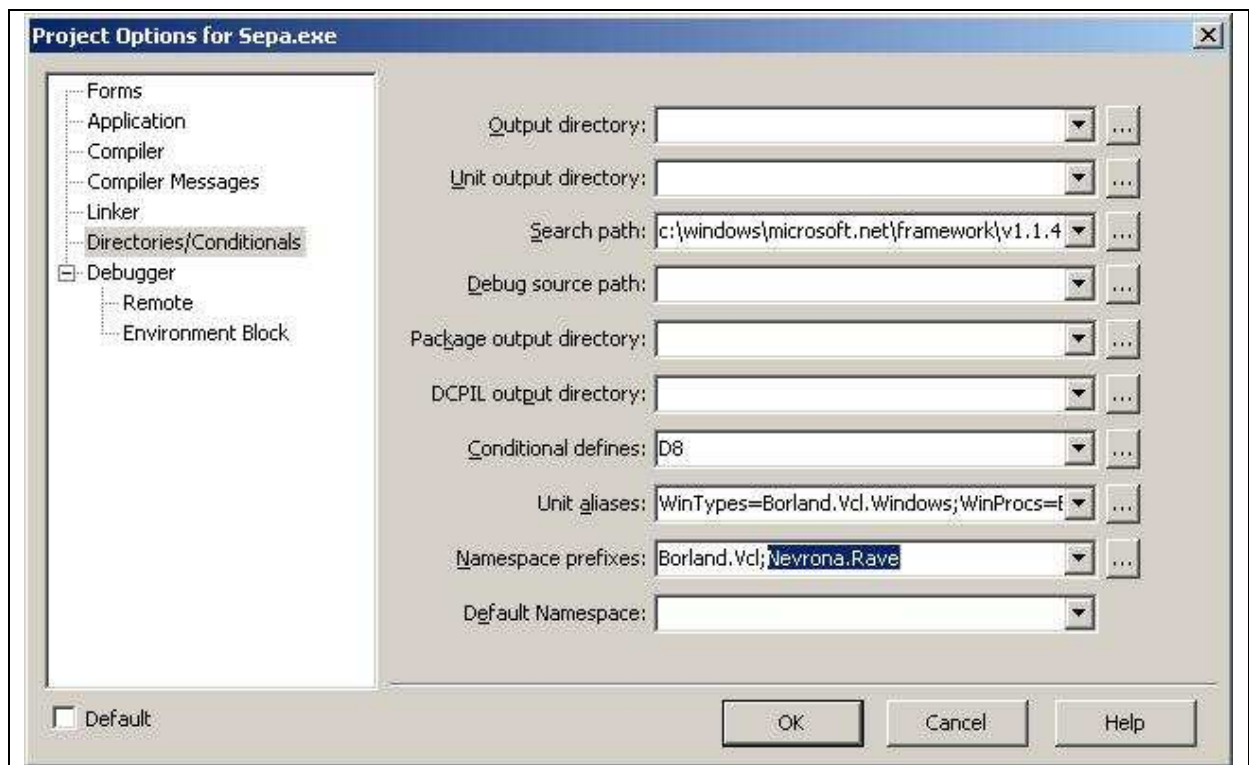 Project Options for Sepa.exe
Forms
Application
Compiler
Compiler Messages
Linker
Directories/Conditionals
Debugger
Remote
Environment Block
Output directory:
...
Unit output directory:
...
Search path: c:\windows\microsoft.net\framework\v1.1.4
...
Debug source path:
...
Package output directory:
...
DCPIL output directory:
...
Conditional defines: D8
...
Unit aliases: WinTypes=Borland.Vcl.Windows;WinProcs=
...
Namespace prefixes: Borland.Vcl;Nevrona.Rave
...
Default Namespace:
Default
OK
Cancel
Help